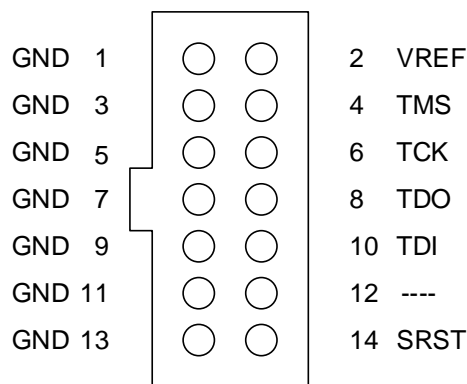 GND 1 2 VREF
GND 3 4 TMS
GND 5 6 TCK
GND 7 8 TDO
GND 9 10 TDI
GND 11 12 ----
GND 13 14 SRST